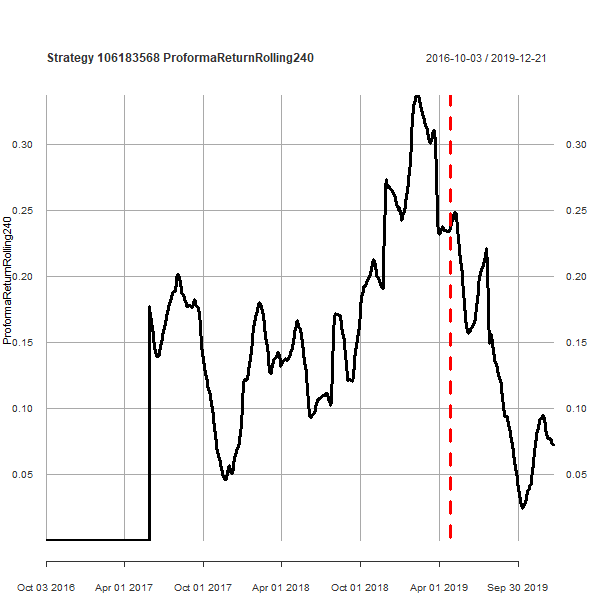 Strategy 106183568 ProformaReturnRolling240
2016-10-03 / 2019-12-21
ProformaReturnRolling240
0.30 0.30
0.25 0.25
0.20 0.20
0.15 0.15
0.10 0.10
0.05 0.05
Oct 03 2016 Apr 01 2017 Oct 01 2017 Apr 01 2018 Oct 01 2018 Apr 01 2019 Sep 30 2019